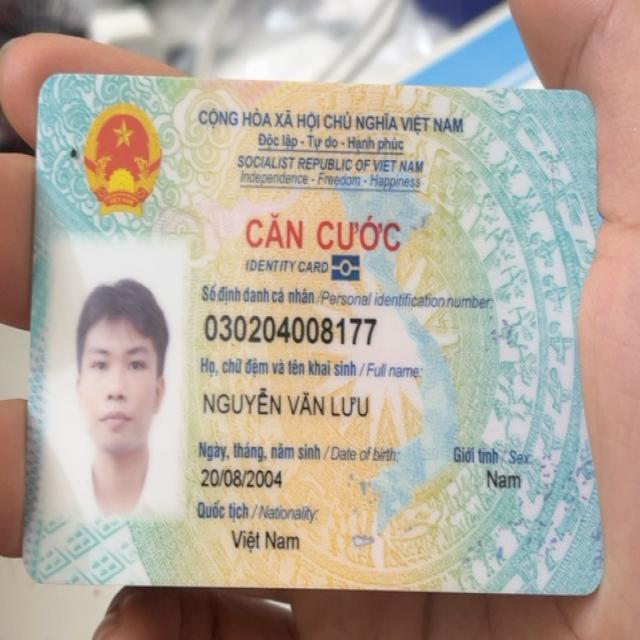 CỘNG HÒA XÃ HỘI CHỦ NGHĨA VIỆT NAM
Độc lập - Tự do - Hạnh phúc
SOCIALIST REPUBLIC OF VIET NAM
Independence - Freedom - Happiness
CĂN CƯỚC
IDENTITY CARD
Số định danh cá nhân / Personal identification number:
030204008177
Họ, chữ đệm và tên khai sinh / Full name:
NGUYỄN VĂN LƯU
Ngày, tháng, năm sinh / Date of birth: Giới tính / Sex:
20/08/2004 Nam
Quốc tịch / Nationality:
Việt Nam